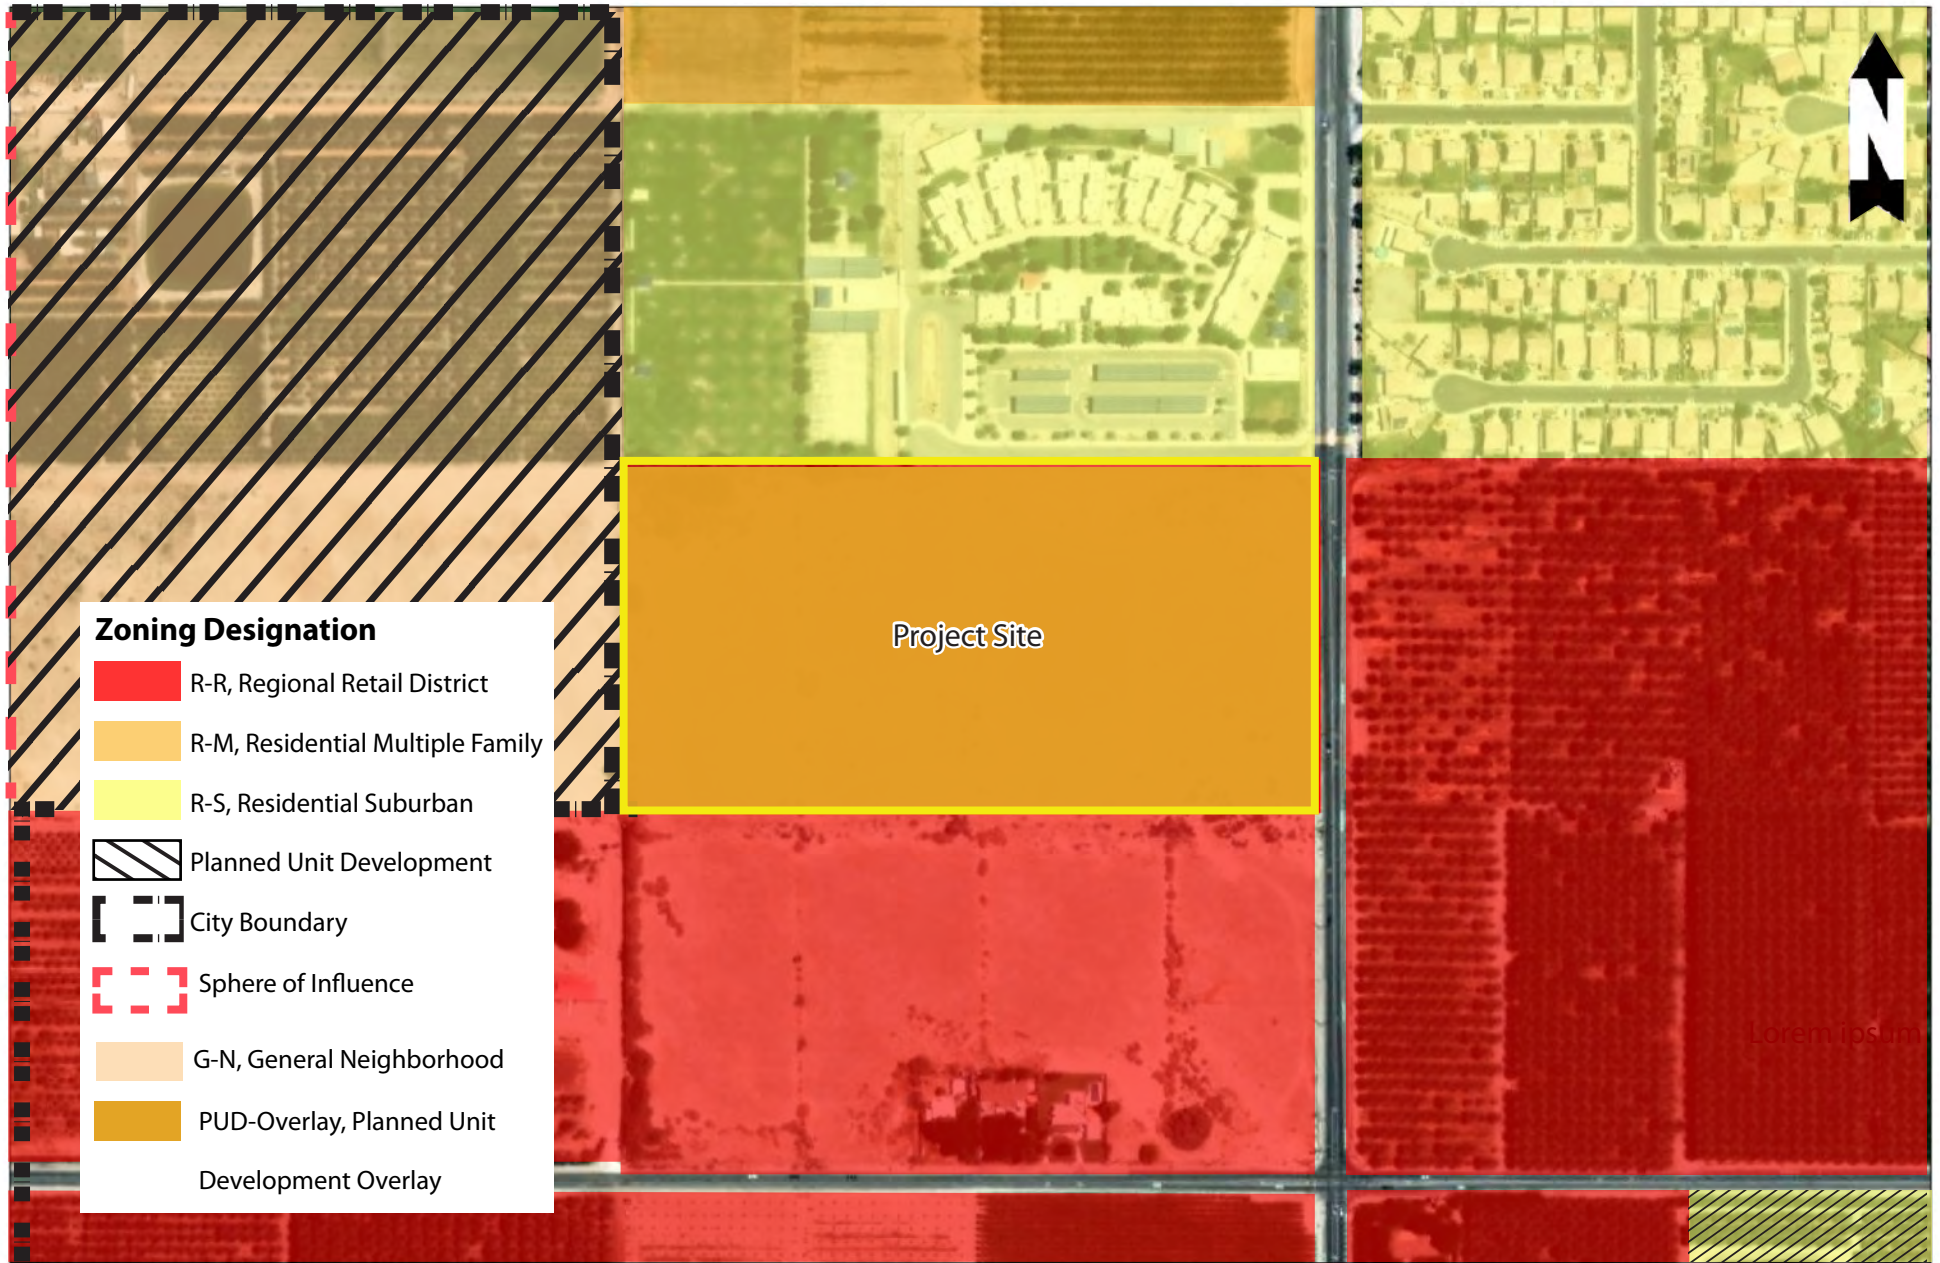 N
Project Site
Zoning Designation
R-R, Regional Retail District
R-M, Residential Multiple Family
R-S, Residential Suburban
Planned Unit Development
City Boundary
Sphere of Influence
G-N, General Neighborhood
PUD-Overlay, Planned Unit
Development Overlay
Lorem ipsum